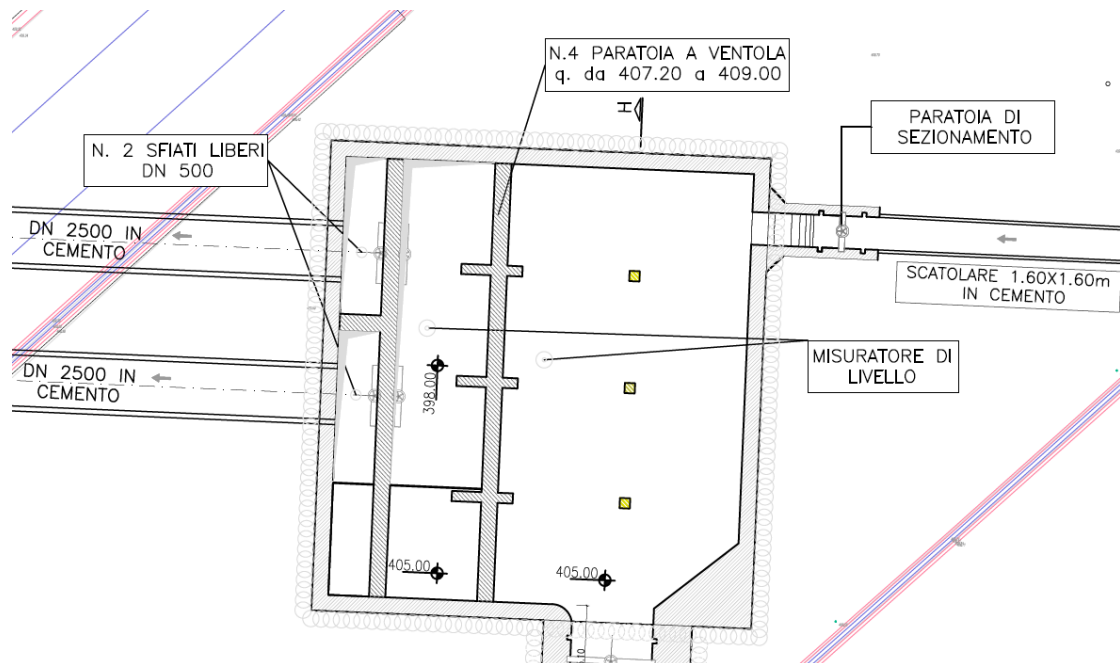 N.4 PARATOIA A VENTOLA
q. da 407.20 a 409.00
H
PARATOIA DI
SEZIONAMENTO
N. 2 SFIATI LIBERI
DN 500
DN 2500 IN
CEMENTO
SCATOLARE 1.60X1.60m
IN CEMENTO
MISURATORE DI
LIVELLO
DN 2500 IN
CEMENTO
398.00
405.00
405.00